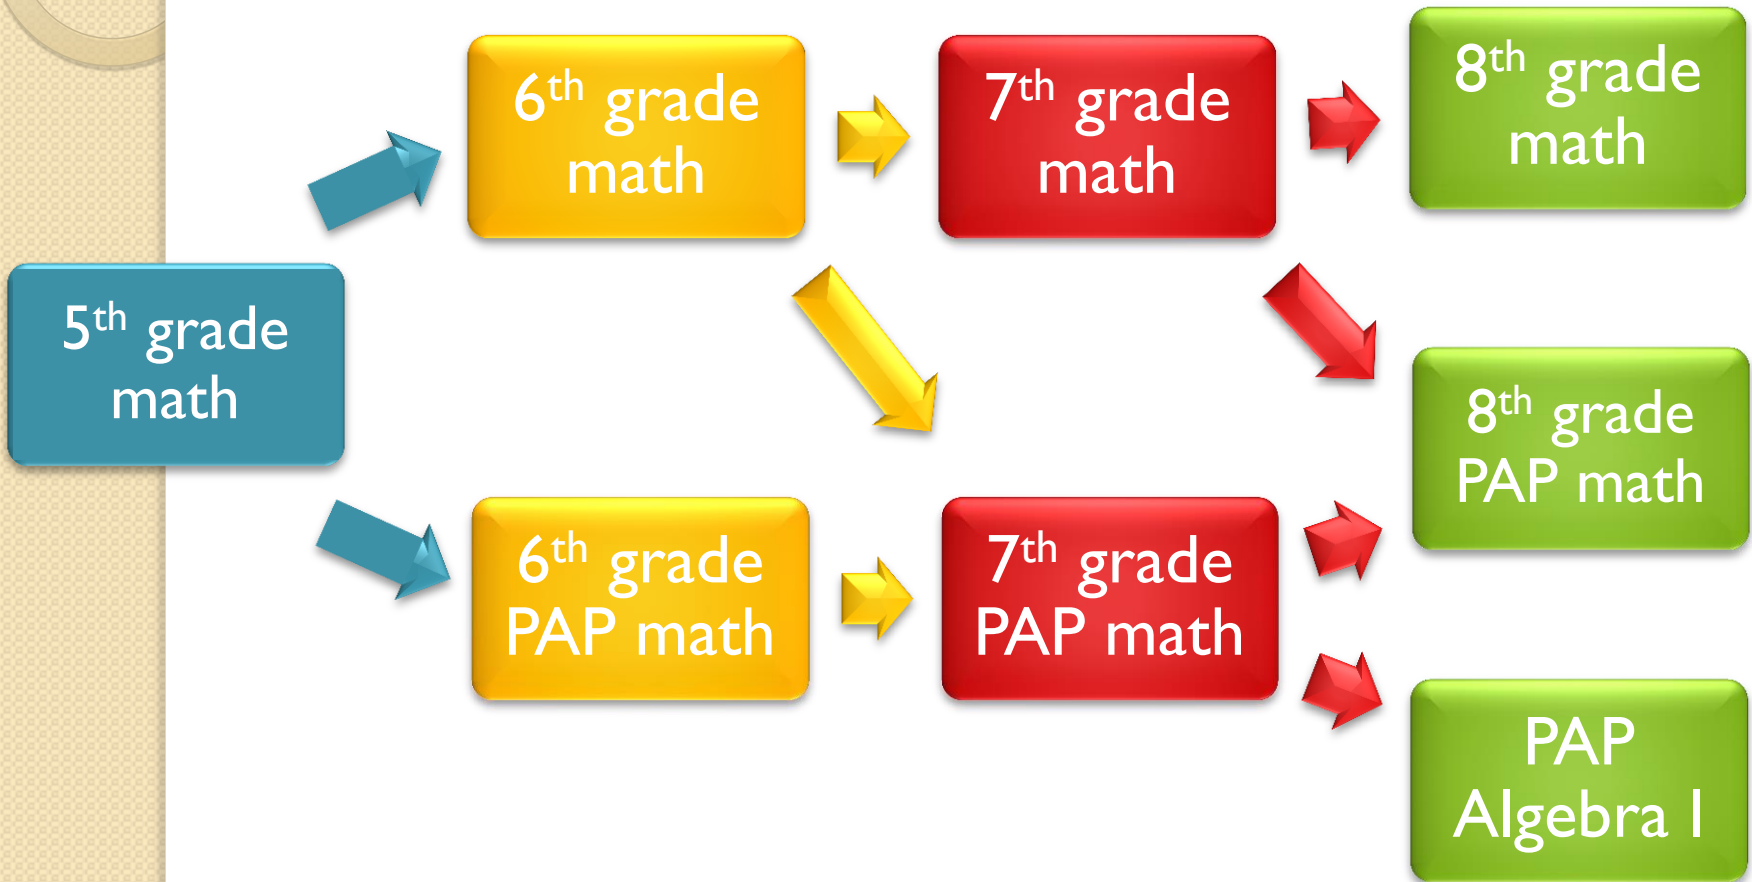 5th grade
math
6th grade
math
7th grade
math
8th grade
math
6th grade
PAP math
7th grade
PAP math
8th grade
PAP math
PAP
Algebra I